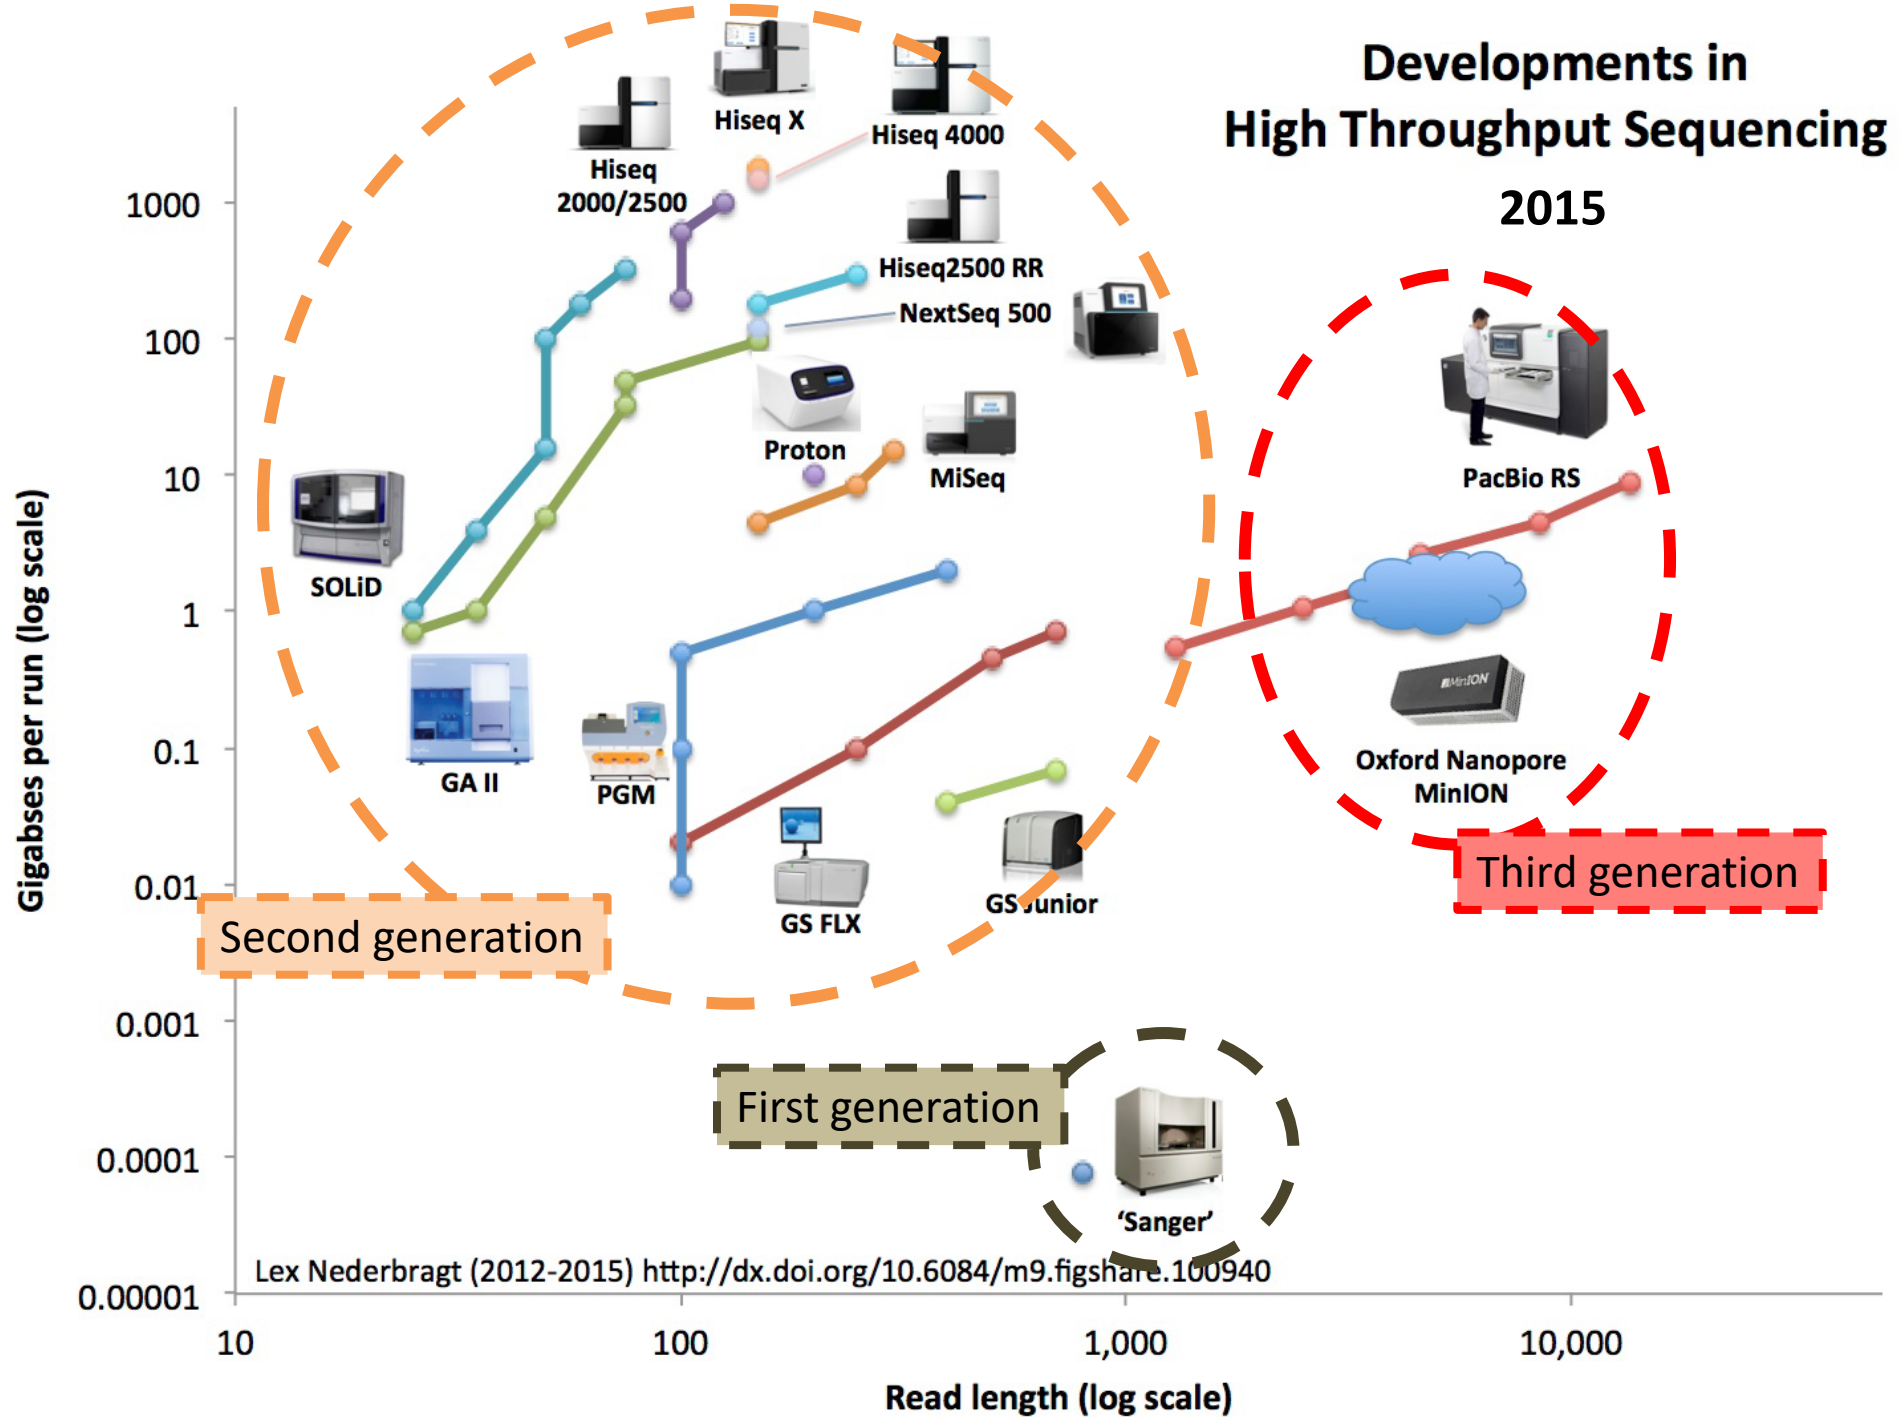 Developments in
High Throughput Sequencing
2015
Hiseq X
Hiseq 4000
Hiseq
2000/2500
Hiseq2500 RR
NextSeq 500
Proton
MiSeq
PacBio RS
SOLiD
GA II
PGM
GS FLX
GS Junior
MinION
Oxford Nanopore
MinION
Third generation
Second generation
First generation
‘Sanger’
Lex Nederbragt (2012-2015) http://dx.doi.org/10.6084/m9.figshare.100940
Gigabses per run (log scale)
1000
100
10
1
0.1
0.01
0.001
0.0001
0.00001
10
100
1,000
10,000
Read length (log scale)